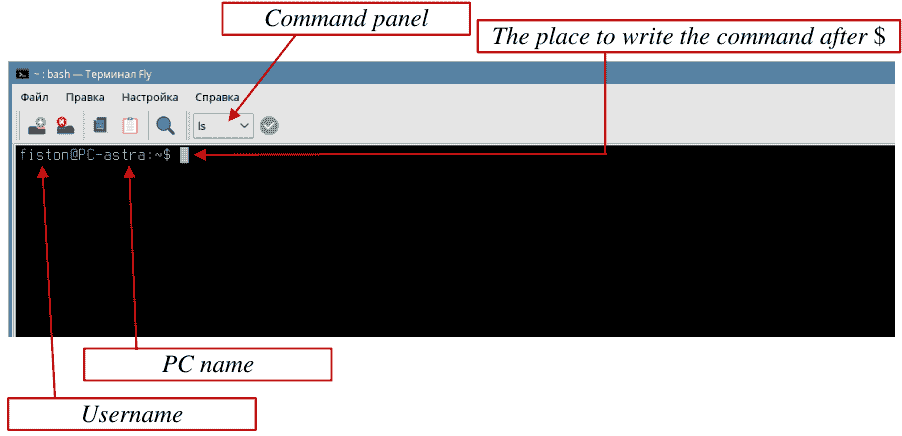 Command panel
The place to write the command after $
~ : bash — Терминал Fly
Файл Правка Настройка Справка
ls
fiston@PC-astra:~$
PC name
Username